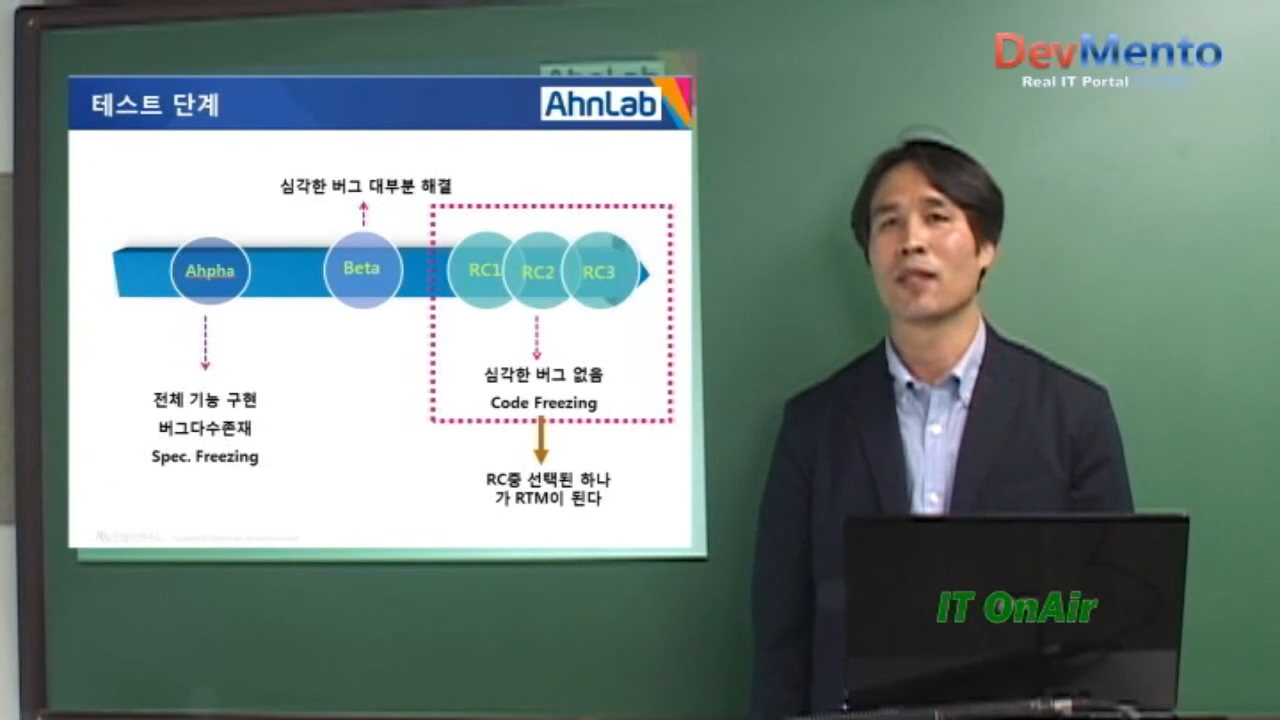 DevMento
Real IT Portal
테스트 단계
AhnLab
심각한 버그 대부분 해결
Ahpha
Beta
RC1
RC2
RC3
심각한 버그 없음
Code Freezing
전체 기능 구현
버그다수존재
Spec. Freezing
RC중 선택된 하나
가 RTM이 된다
IT OnAir